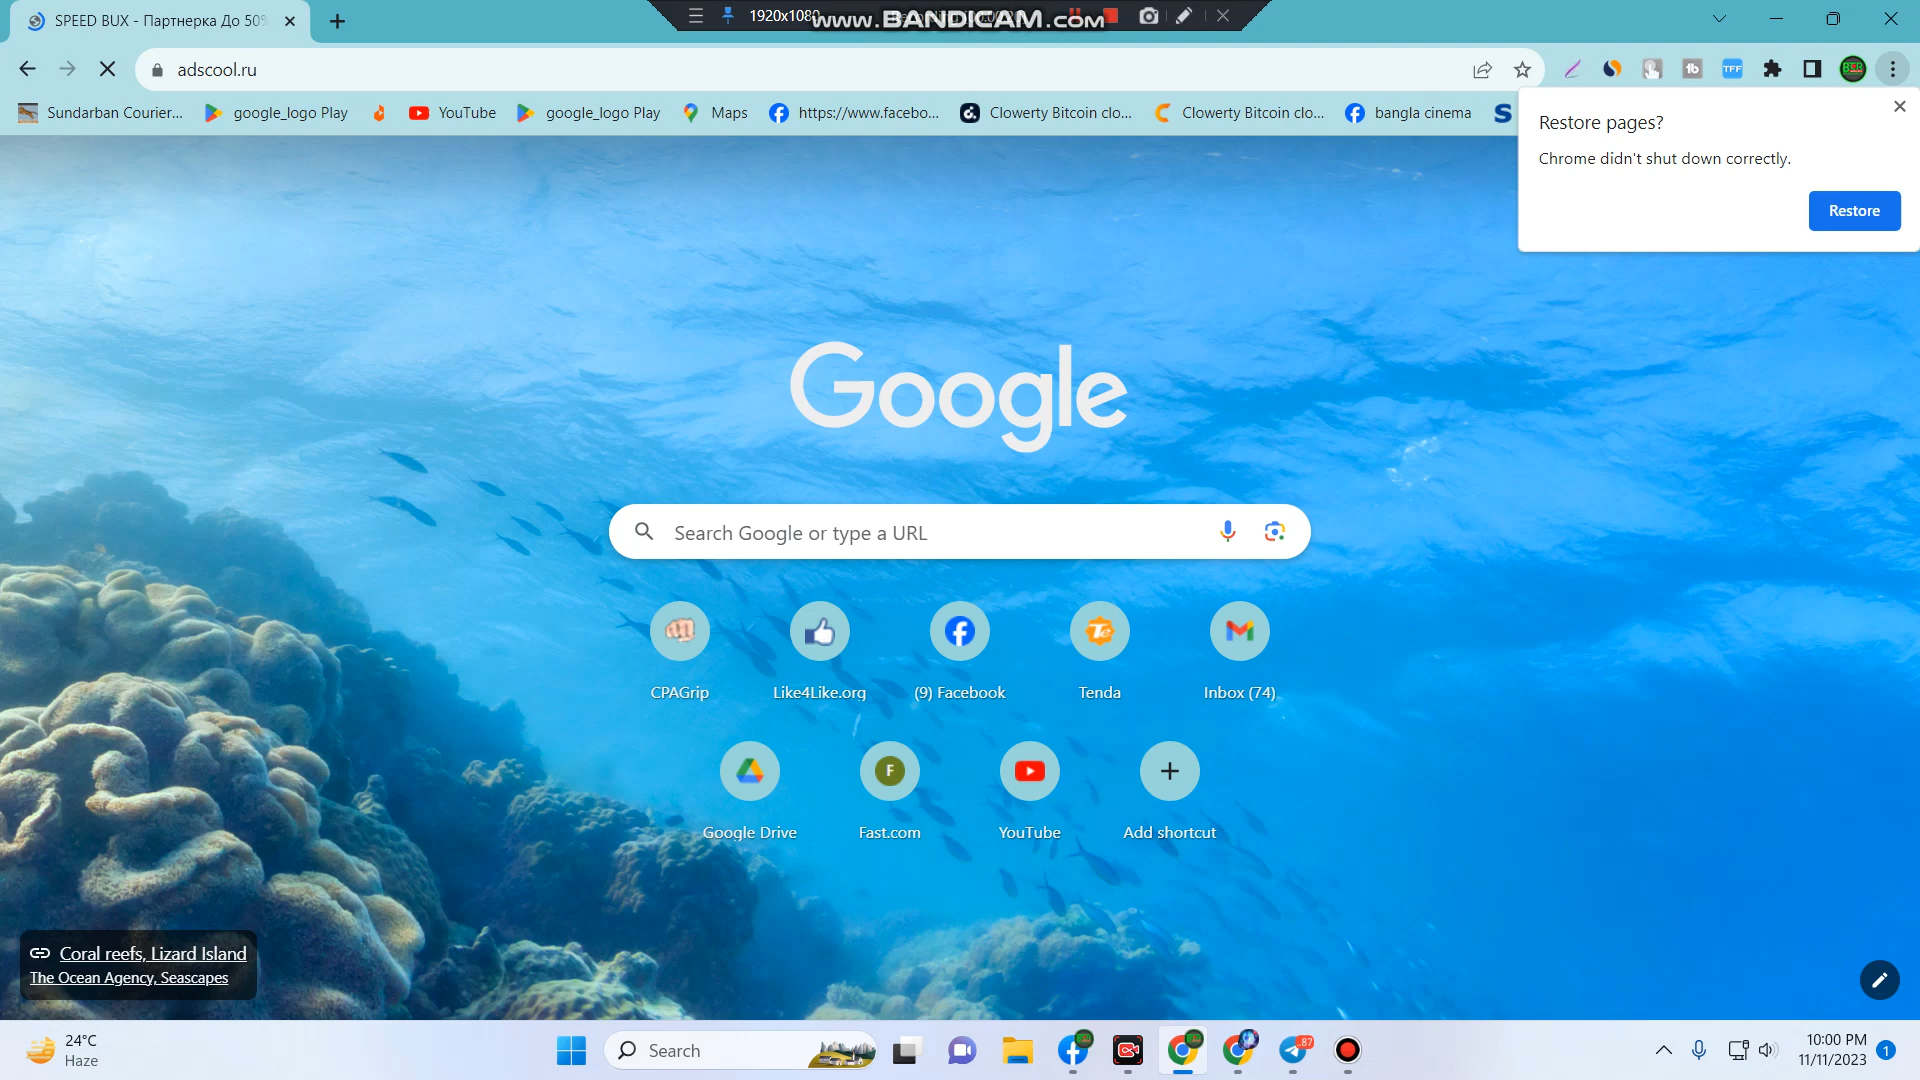 SPEED BUX - Партнерка До 50%
1920x1080
www.BANDICAM.com
adscool.ru
Sundarban Courier...
google_logo Play
YouTube
google_logo Play
Maps
https://www.facebo...
Clowerty Bitcoin clo...
Clowerty Bitcoin clo...
bangla cinema
Restore pages?
Chrome didn't shut down correctly.
Restore
Google
Search Google or type a URL
CPAGrip
Like4Like.org
(9) Facebook
Tenda
Inbox (74)
Google Drive
Fast.com
YouTube
Add shortcut
Coral reefs, Lizard Island
The Ocean Agency, Seascapes
24°C
Haze
Search
87
10:00 PM
11/11/2023
1